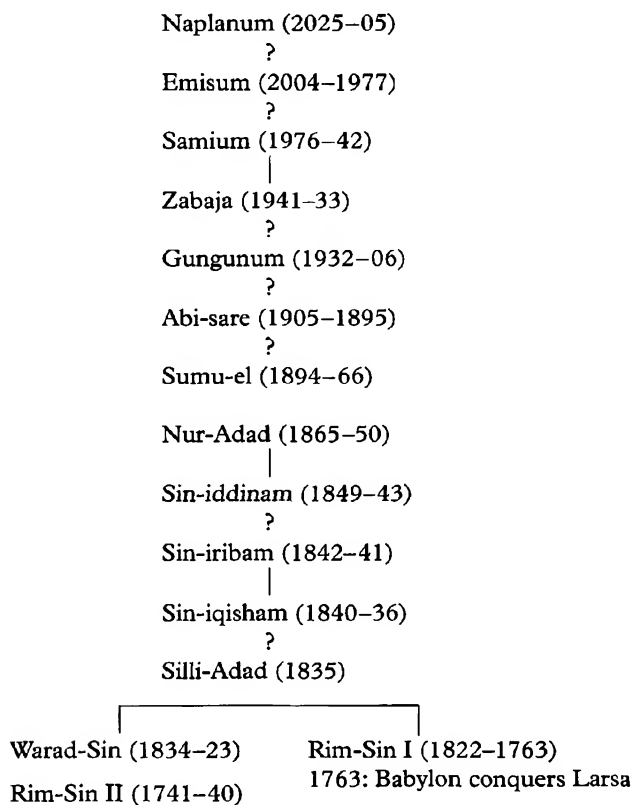 Naplanum (2025–05)
?
Emisum (2004–1977)
?
Samium (1976–42)
Zabaja (1941–33)
?
Gungunum (1932–06)
?
Abi-sare (1905–1895)
?
Sumu-el (1894–66)
Nur-Adad (1865–50)
Sin-iddinam (1849–43)
?
Sin-iribam (1842–41)
Sin-iqisham (1840–36)
?
Silli-Adad (1835)
Warad-Sin (1834–23)
Rim-Sin II (1741–40)
Rim-Sin I (1822–1763)
1763: Babylon conquers Larsa